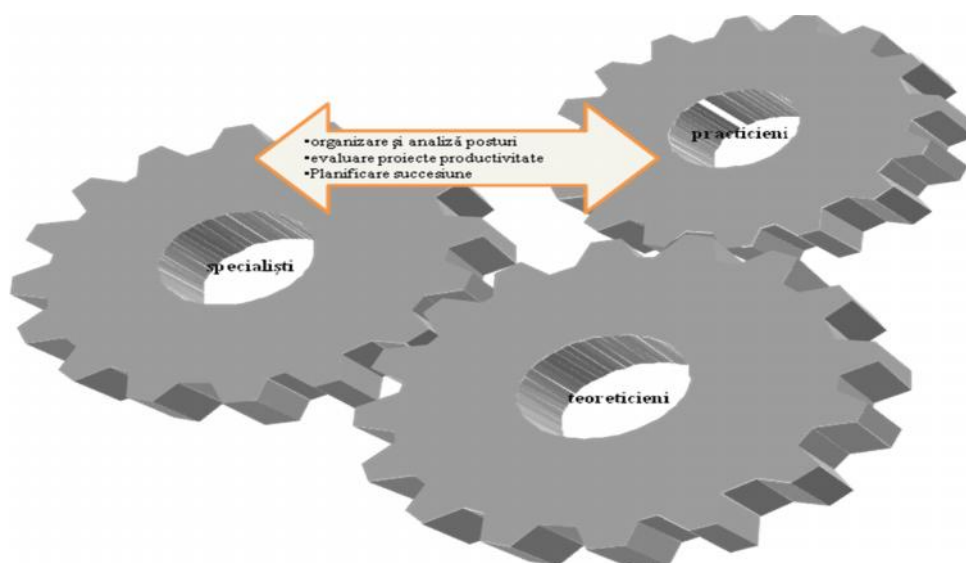 practicieni
▪organizare și analiză posturi
▪evaluare proiecte productivitate
▪Planificare succesiune
specialiști
teoreticieni